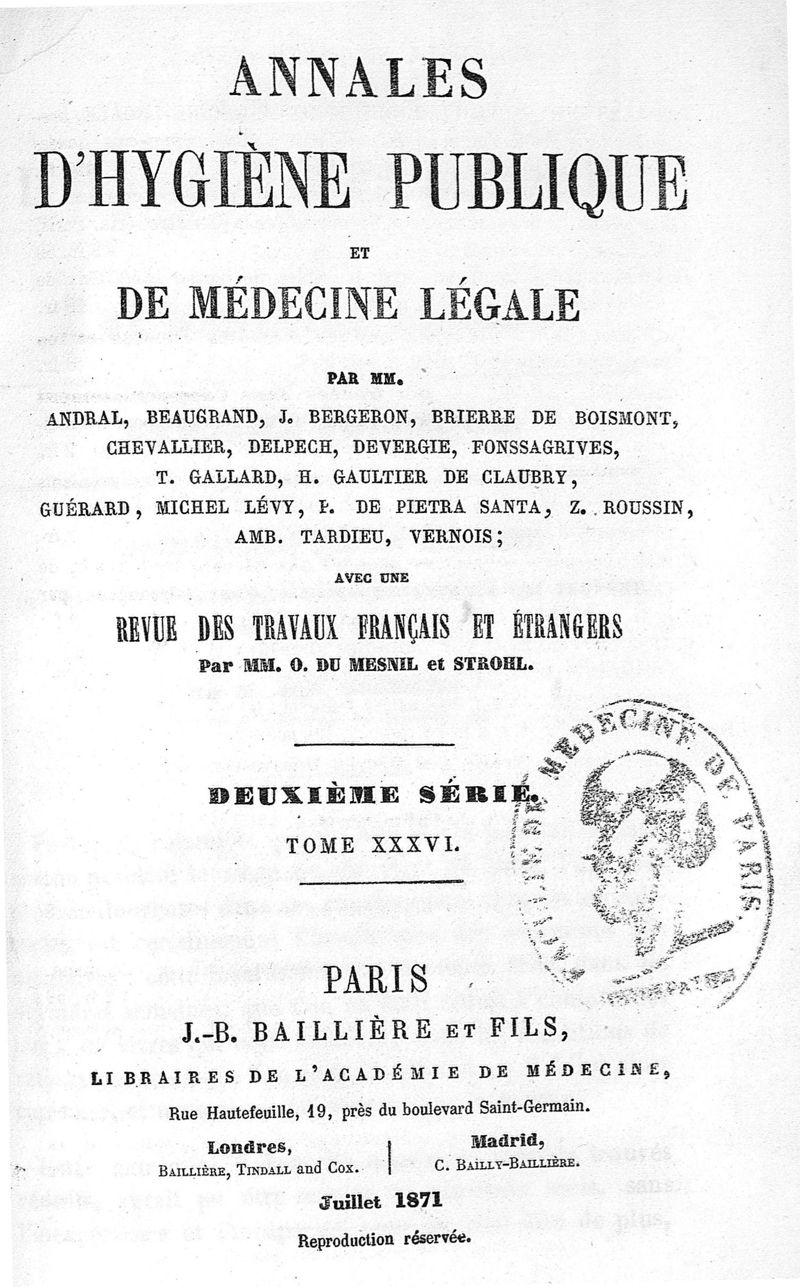 ANNALES
D'HYGIÈNE PUBLIQUE
ET
DE MÉDECINE LÉGALE
PAR MM.
ANDRAL, BEAUGRAND, J. BERGERON, BRIERRE DE BOISMONT,
CHEVALLIER, DELPECH, DEVERGIE, FONSSAGRIVES,
T. GALLARD, H. GAULTIER DE CLAUBRY,
GUÉRARD, MICHEL LÉVY, P. DE PIETRA SANTA, Z. ROUSSIN,
AMB. TARDIEU, VERNOIS;
AVEC UNE
REVUE DES TRAVAUX FRANÇAIS ET ÉTRANGERS
Par MM. O. DU MESNIL et STROHL.
DEUXIÈME SÉRIE.
TOME XXXVI.
DE MEDECINE DE PARIS.
PARIS
J.-B. BAILLIÈRE ET FILS,
LIBRAIRES DE L'ACADÉMIE DE MÉDECINE,
Rue Hautefeuille, 19, près du boulevard Saint-Germain.
Londres,
BAILLIÈRE, TINDALL and COX.
Madrid,
C. BAILLY-BAILLIÈRE.
Juillet 1871
Reproduction réservée.